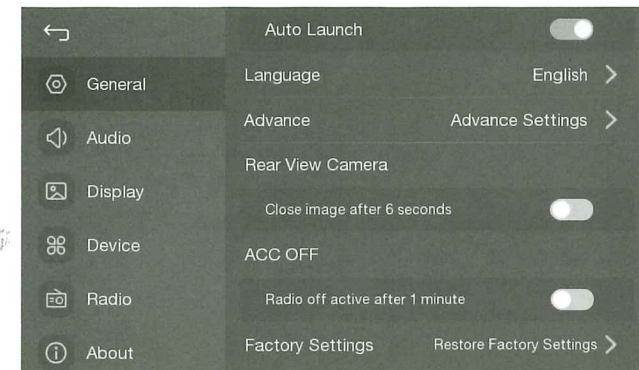 Auto Launch
General
Language English
Advance Advance Settings
Audio
Rear View Camera
Display
Close image after 6 seconds
Device
ACC OFF
Radio
Radio off active after 1 minute
About
Factory Settings Restore Factory Settings